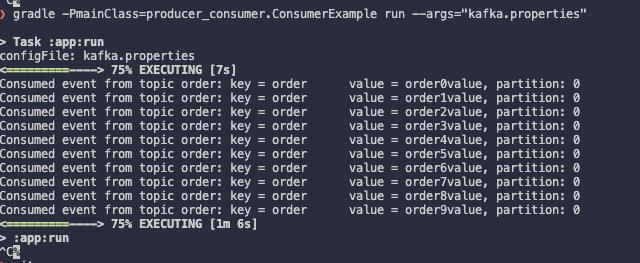 ❯ gradle -PmainClass=producer_consumer.ConsumerExample run --args="kafka.properties"
> Task :app:run
configFile: kafka.properties
<=========----> 75% EXECUTING [7s]
Consumed event from topic order: key = order      value = order0value, partition: 0
Consumed event from topic order: key = order      value = order1value, partition: 0
Consumed event from topic order: key = order      value = order2value, partition: 0
Consumed event from topic order: key = order      value = order3value, partition: 0
Consumed event from topic order: key = order      value = order4value, partition: 0
Consumed event from topic order: key = order      value = order5value, partition: 0
Consumed event from topic order: key = order      value = order6value, partition: 0
Consumed event from topic order: key = order      value = order7value, partition: 0
Consumed event from topic order: key = order      value = order8value, partition: 0
Consumed event from topic order: key = order      value = order9value, partition: 0
<=========----> 75% EXECUTING [1m 6s]
> :app:run
^C%